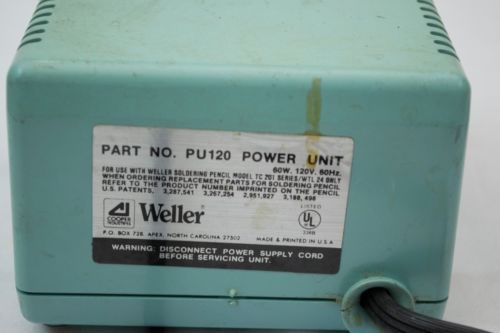 PART NO. PU120 POWER UNIT
60W. 120V. 60Hz.
FOR USE WITH WELLER SOLDERING PENCIL MODEL TC 201 SERIES/WTL 24 ONLY
WHEN ORDERING REPLACEMENT PARTS FOR SOLDERING PENCIL
REFER TO THE PRODUCT NUMBER IMPRINTED ON THE PENCIL
U.S. PATENTS, 3,287,541 3,267,254 2,951,927 3,188,498
LISTED
UL
COOPER
INDUSTRIES
Weller
P.O. BOX 728, APEX, NORTH CAROLINA 27502 MADE & PRINTED IN U.S.A
WARNING: DISCONNECT POWER SUPPLY CORD
BEFORE SERVICING UNIT.